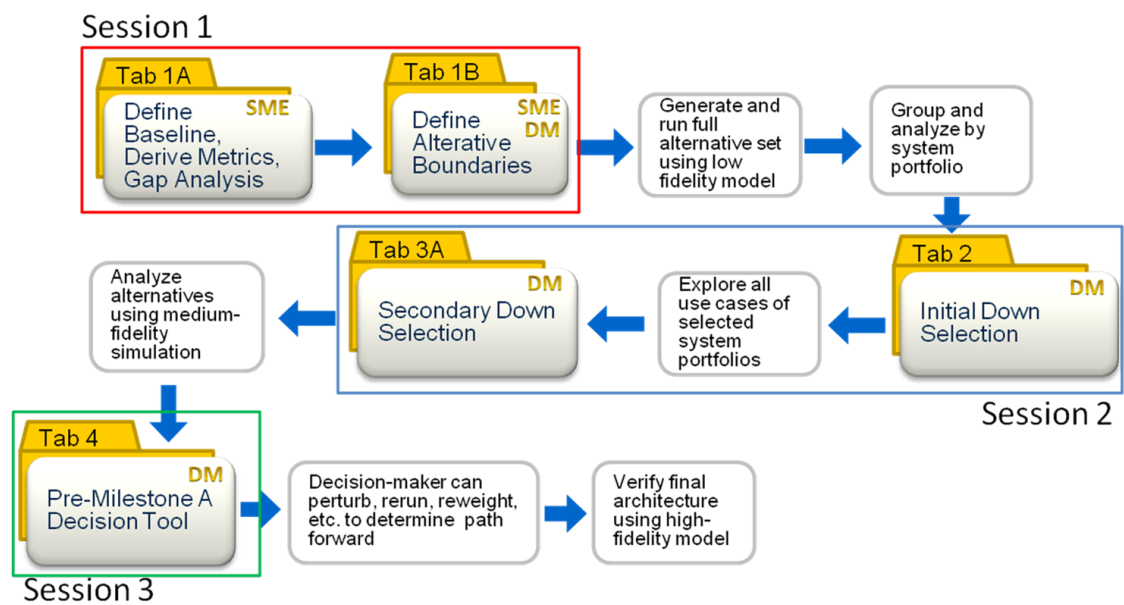 Session 1
Tab 1A
SME
Define
Baseline,
Derive Metrics,
Gap Analysis
Tab 1B
SME
DM
Define
Alterative
Boundaries
Generate and
run full
alternative set
using low
fidelity model
Group and
analyze by
system
portfolio
Tab 2
DM
Initial Down
Selection
Explore all
use cases of
selected
system
portfolios
Tab 3A
DM
Secondary Down
Selection
Session 2
Analyze
alternatives
using medium-
fidelity
simulation
Tab 4
DM
Pre-Milestone A
Decision Tool
Session 3
Decision-maker can
perturb, rerun, reweight,
etc. to determine path
forward
Verify final
architecture
using high-
fidelity model